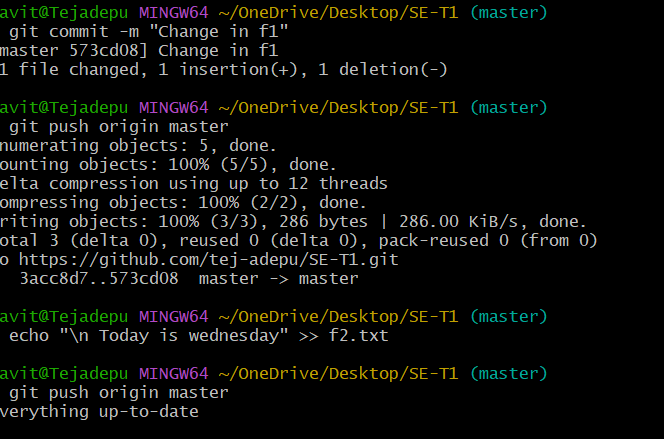 avit@Tejadepu MINGW64 ~/OneDrive/Desktop/SE-T1 (master)
git commit -m "Change in f1"
master 573cd08] Change in f1
1 file changed, 1 insertion(+), 1 deletion(-)
avit@Tejadepu MINGW64 ~/OneDrive/Desktop/SE-T1 (master)
git push origin master
numerating objects: 5, done.
ounting objects: 100% (5/5), done.
elta compression using up to 12 threads
ompressing objects: 100% (2/2), done.
riting objects: 100% (3/3), 286 bytes | 286.00 KiB/s, done.
otal 3 (delta 0), reused 0 (delta 0), pack-reused 0 (from 0)
o https://github.com/tej-adepu/SE-T1.git
3acc8d7..573cd08 master -> master
avit@Tejadepu MINGW64 ~/OneDrive/Desktop/SE-T1 (master)
echo "\n Today is wednesday" >> f2.txt
avit@Tejadepu MINGW64 ~/OneDrive/Desktop/SE-T1 (master)
git push origin master
verything up-to-date